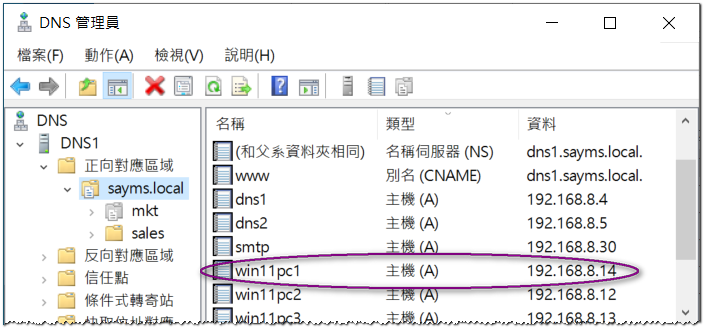 DNS 管理員
檔案(F) 動作(A) 檢視(V) 說明(H)
DNS
DNS1
正向對應區域
sayms.local
mkt
sales
反向對應區域
信任點
條件式轉寄站
名稱 類型 資料
(和父系資料夾相同) 名稱伺服器 (NS) dns1.sayms.local.
www 別名 (CNAME) dns1.sayms.local.
dns1 主機 (A) 192.168.8.4
dns2 主機 (A) 192.168.8.5
smtp 主機 (A) 192.168.8.30
win11pc1 主機 (A) 192.168.8.14
win11pc2 主機 (A) 192.168.8.12
win11pc3 主機 (A) 192.168.8.13